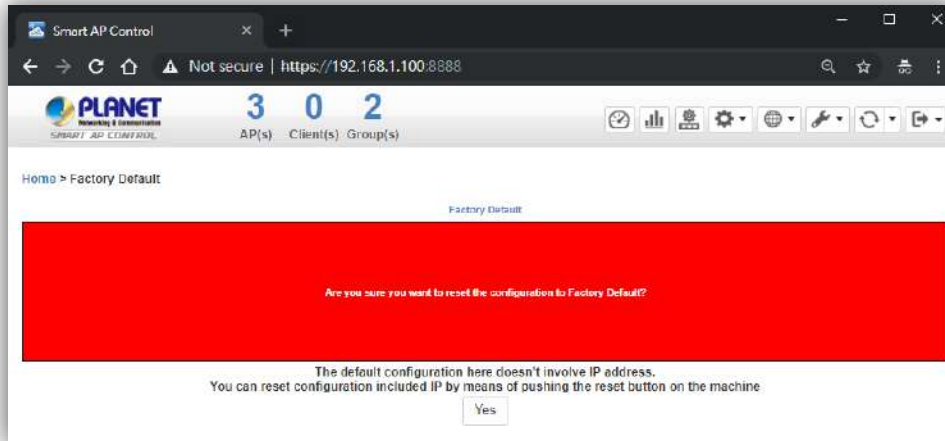 Smart AP Control
Not secure | https://192.168.1.100:8888
PLANET
Networking & Communication
SMART AP CONTROL
3 0 2
AP(s) Client(s) Group(s)
Home > Factory Default
Factory Default
Are you sure you want to reset the configuration to Factory Default?
The default configuration here doesn't involve IP address.
You can reset configuration included IP by means of pushing the reset button on the machine
Yes